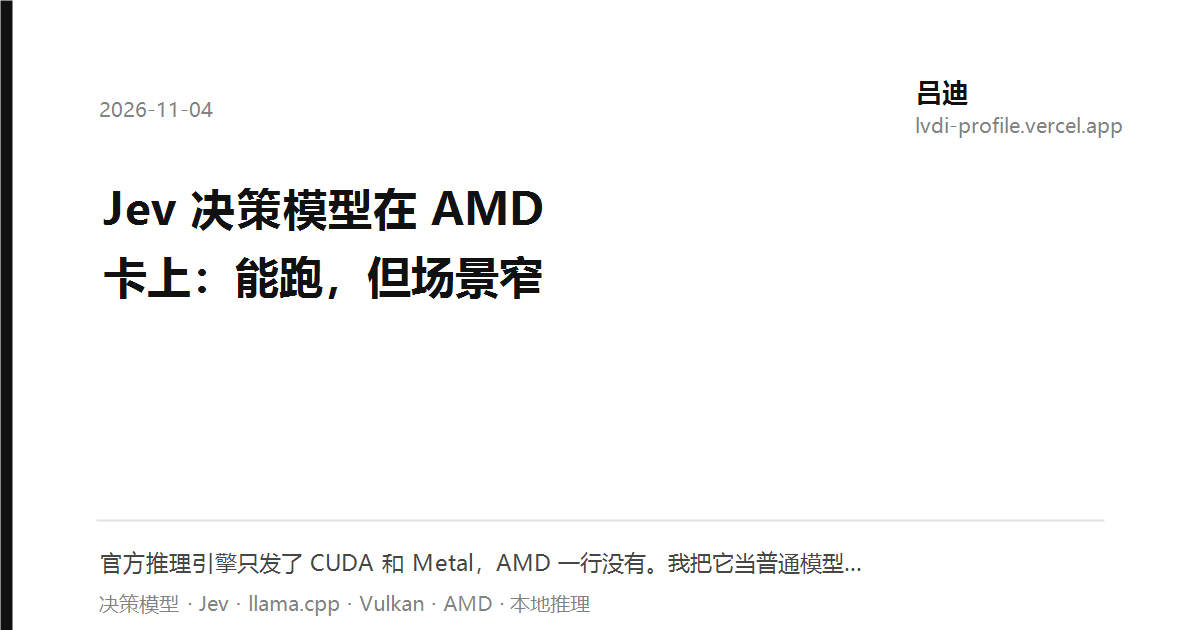 2026-11-04
吕迪
lvdi-profile.vercel.app
Jev 决策模型在 AMD
卡上：能跑，但场景窄
官方推理引擎只发了 CUDA 和 Metal，AMD 一行没有。我把它当普通模型...
决策模型 · Jev · llama.cpp · Vulkan · AMD · 本地推理